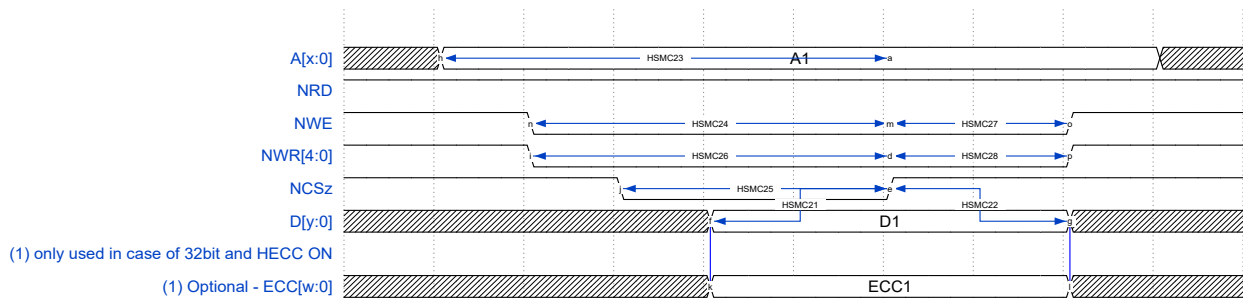 A[x:0] h HSMC23 A1 a
NRD
NWE n HSMC24 m HSMC27 o
NWR[4:0] i HSMC26 d HSMC28 p
NCSz j HSMC25 e
HSMC21 HSMC22
D[y:0] f D1 g
(1) only used in case of 32bit and HECC ON
(1) Optional - ECC[w:0] k ECC1 l